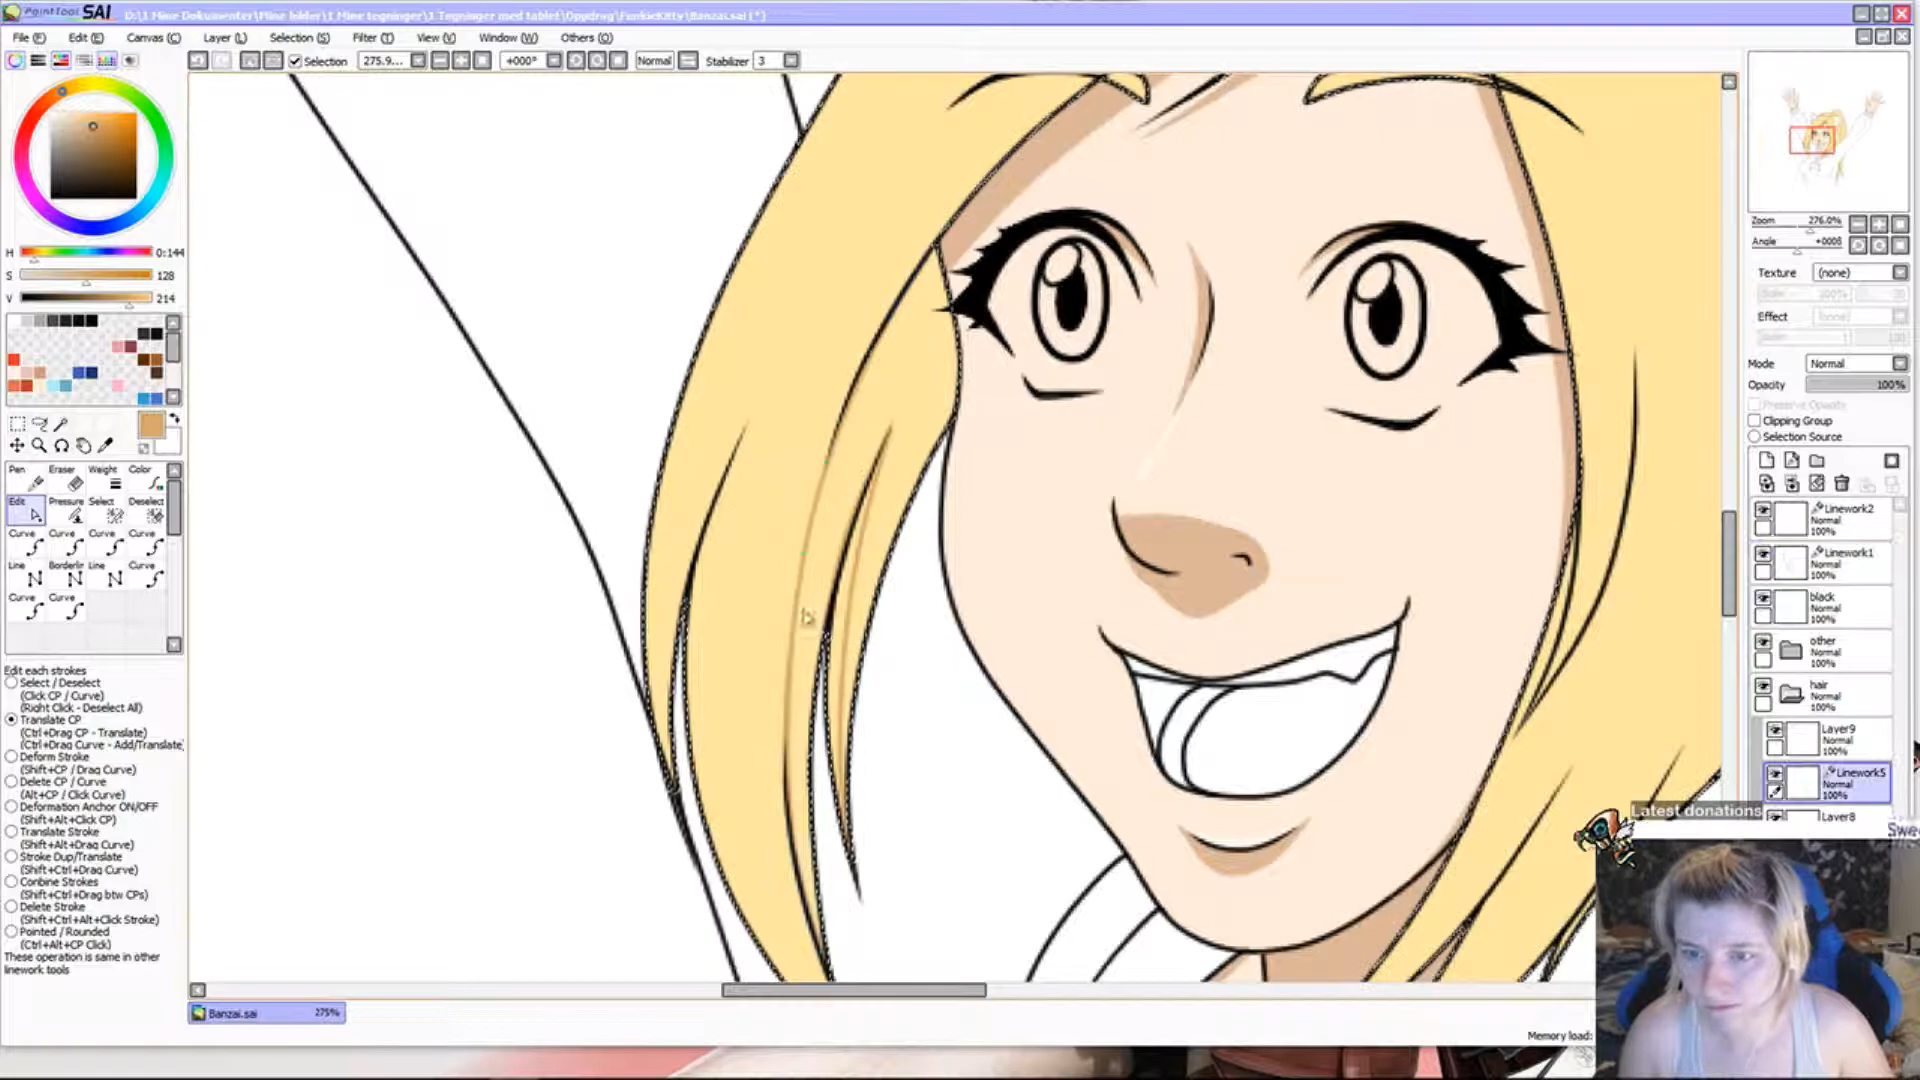 PaintTool SAI D:\1 Mine Dokumenter\Mine bilder\1 Mine tegninger\1 Tegninger med tablet\Oppdrag\FunkieKitty\Banzai.sai (*)
File (F) Edit (E) Canvas (C) Layer (L) Selection (S) Filter (T) View (V) Window (W) Others (O)
Selection 275.9... +000° Normal Stabilizer 3
H 0:144
S 128
V 214
Zoom 276.0%
Angle
Texture (none)
Effect
Mode Normal
Opacity 100%
Preserve Opacity
Clipping Group
Selection Source
Pen Eraser Weight Color
Edit Pressure Select Deselect
Curve Curve Curve Curve
Line Borderlin Line Curve
Curve Curve
Edit each strokes
Select / Deselect
(Click CP / Curve)
(Right Click - Deselect All)
Translate CP
(Ctrl+Drag CP - Translate)
(Ctrl+Drag Curve - Add/Translate)
Deform Stroke
(Shift+CP / Drag Curve)
Delete CP / Curve
(Alt+CP / Click Curve)
Deformation Anchor ON/OFF
(Shift+Alt+Click CP)
Translate Stroke
(Shift+Alt+Drag Curve)
Stroke Dup/Translate
(Shift+Ctrl+Drag Curve)
Combine Strokes
(Shift+Ctrl+Drag btw CPs)
Delete Stroke
(Shift+Ctrl+Alt+Click Stroke)
Pointed / Rounded
(Ctrl+Alt+CP Click)
These operation is same in other
linework tools
Linework2
Normal
100%
Linework1
Normal
100%
black
Normal
100%
other
Normal
100%
hair
Normal
100%
Layer9
Normal
100%
Linework5
Normal
100%
Layer8
Latest donations
Banzai.sai 275%
Memory load: